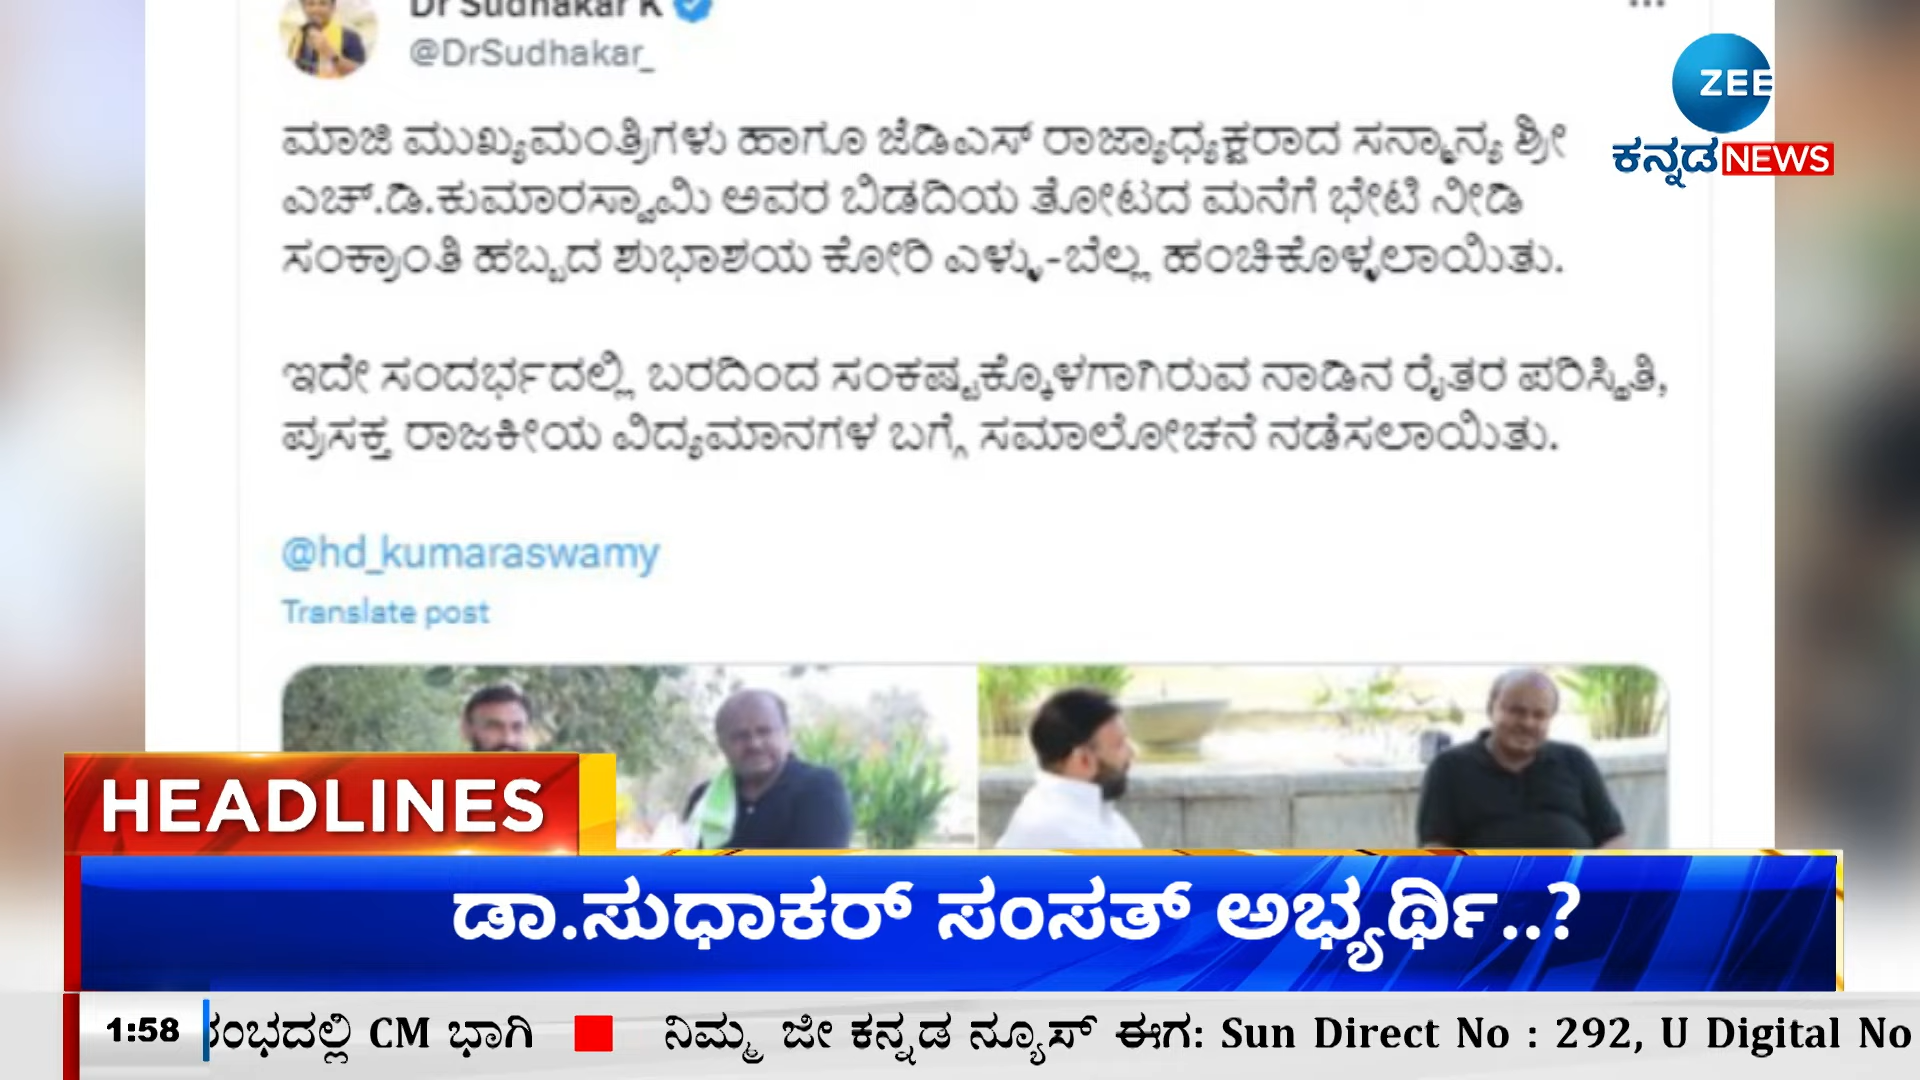 Dr Sudhakar K
@DrSudhakar_
ZEE
ಕನ್ನಡ NEWS
ಮಾಜಿ ಮುಖ್ಯಮಂತ್ರಿಗಳು ಹಾಗೂ ಜೆಡಿಎಸ್ ರಾಜ್ಯಾಧ್ಯಕ್ಷರಾದ ಸನ್ಮಾನ್ಯ ಶ್ರೀ
ಎಚ್.ಡಿ.ಕುಮಾರಸ್ವಾಮಿ ಅವರ ಬಿಡದಿಯ ತೋಟದ ಮನೆಗೆ ಭೇಟಿ ನೀಡಿ
ಸಂಕ್ರಾಂತಿ ಹಬ್ಬದ ಶುಭಾಶಯ ಕೋರಿ ಎಳ್ಳು-ಬೆಲ್ಲ ಹಂಚಿಕೊಳ್ಳಲಾಯಿತು.
ಇದೇ ಸಂದರ್ಭದಲ್ಲಿ ಬರದಿಂದ ಸಂಕಷ್ಟಕ್ಕೊಳಗಾಗಿರುವ ನಾಡಿನ ರೈತರ ಪರಿಸ್ಥಿತಿ,
ಪ್ರಸಕ್ತ ರಾಜಕೀಯ ವಿದ್ಯಮಾನಗಳ ಬಗ್ಗೆ ಸಮಾಲೋಚನೆ ನಡೆಸಲಾಯಿತು.
@hd_kumaraswamy
Translate post
HEADLINES
ಡಾ.ಸುಧಾಕರ್ ಸಂಸತ್ ಅಭ್ಯರ್ಥಿ..?
1:58 ರಂಭದಲ್ಲಿ CM ಭಾಗಿ ನಿಮ್ಮ ಜೀ ಕನ್ನಡ ನ್ಯೂಸ್ ಈಗ: Sun Direct No : 292, U Digital No